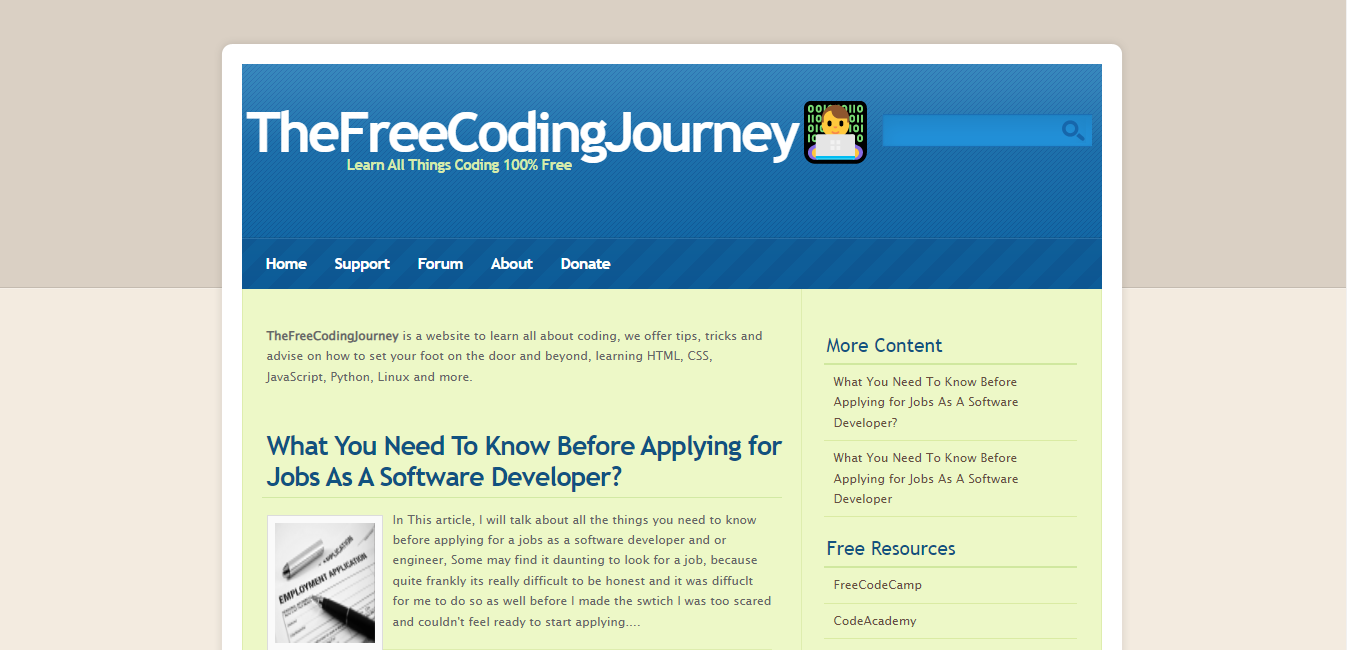 TheFreeCodingJourney
Learn All Things Coding 100% Free
Home Support Forum About Donate
TheFreeCodingJourney is a website to learn all about coding, we offer tips, tricks and
advise on how to set your foot on the door and beyond, learning HTML, CSS,
JavaScript, Python, Linux and more.
What You Need To Know Before Applying for
Jobs As A Software Developer?
APPLICATION
EMPLOYMENT APPLICATION
In This article, I will talk about all the things you need to know
before applying for a jobs as a software developer and or
engineer, Some may find it daunting to look for a job, because
quite frankly its really difficult to be honest and it was diffuclt
for me to do so as well before I made the swtich I was too scared
and couldn't feel ready to start applying....
More Content
What You Need To Know Before
Applying for Jobs As A Software
Developer?
What You Need To Know Before
Applying for Jobs As A Software
Developer
Free Resources
FreeCodeCamp
CodeAcademy